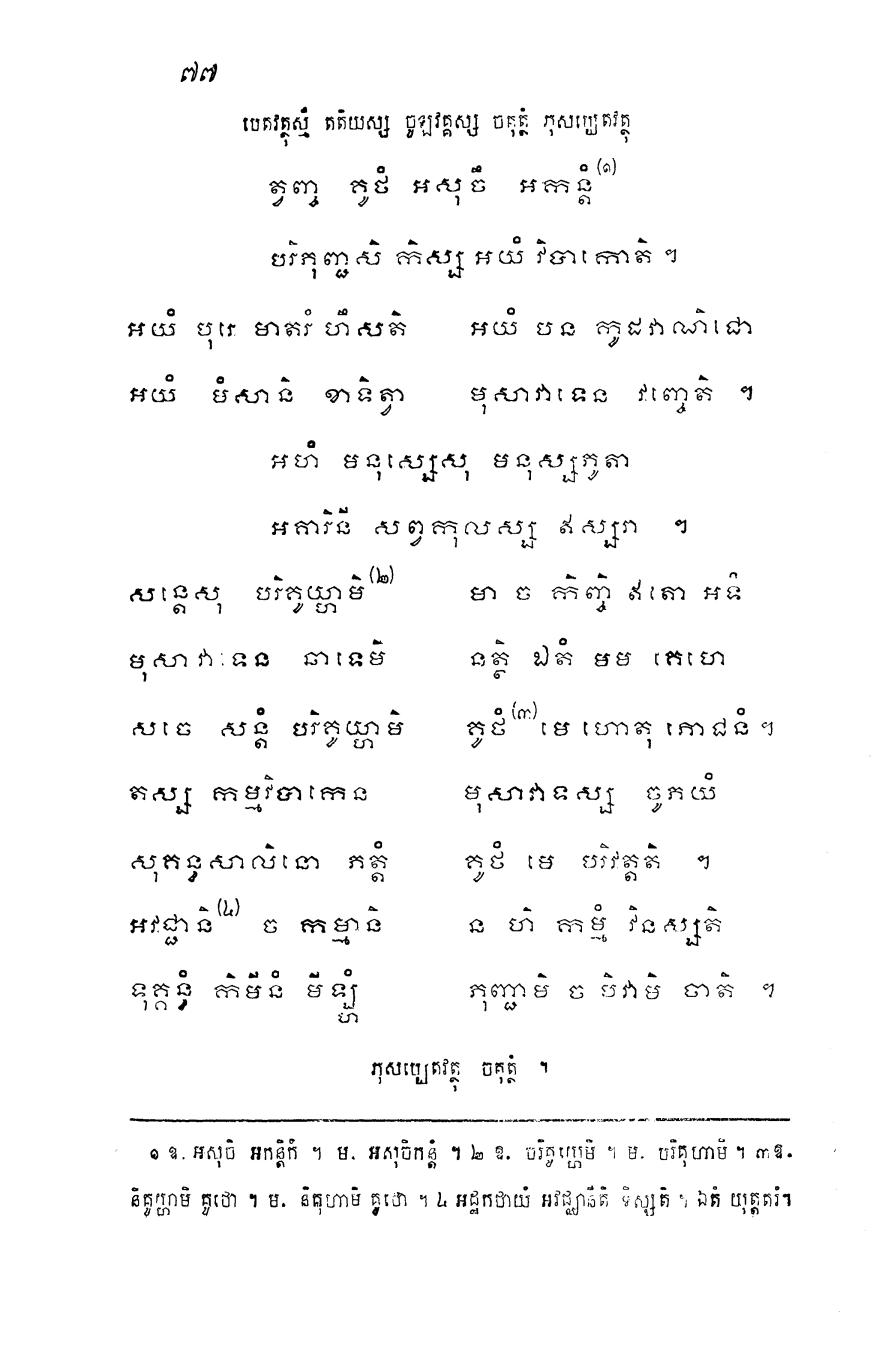 ៧៧
បេតវត្ថុស្មឹ តតិយស្ស ចូឡវគ្គស្ស ចតុត្ថំ ភុសប្បេតវត្ថុ
ត្វញ្ច គូថំ អសុចឹ អកន្តំ(១)
បរិភុញ្ជសិ កិស្ស អយំ វិបាកោតិ ។
អយំ បុរេ មាតរំ ហឹសតិ អយំ បន កូដវាណិជោ
អយំ មំសានិ ខាទិត្វា មុសាវាទេន វញ្ចេតិ ។
អហំ មនុស្សេសុ មនុស្សភូតា
អគារិនី សព្វកុលស្ស ឥស្សរា ។
សន្តេសុ បរិគូយ្ហាមិ(២) មា ច កិញ្ចិ ឥតោ អទំ
មុសាវាទេន ឆាទេមិ នត្ថិ ឯតំ មម គេហេ
សចេ សន្តំ បរិគូយ្ហាមិ គូថំ(៣) មេ ហោតុ ភោជនំ ។
តស្ស កម្មវិបាកេន មុសាវាទស្ស ចូភយំ
សុគន្ធសាលិនោ ភត្តំ គូថំ មេ បរិវត្តតិ ។
អវជ្ឈានិ(៤) ច កម្មានិ ន ហិ កម្មំ វិនស្សតិ
ទុគ្គន្ធំ កិមីនំ មីឡ្ហំ ភុញ្ជាមិ ច បិវាមិ ចាតិ ។
ភុសប្បេតវត្ថុ ចតុត្ថំ ។
១ ឱ. អសុចិ អកន្តិកំ ។ ម. អសុចិកន្តំ ។ ២ ឱ. បរិគូយ្ហេមិ ។ ម. បរិគុហាមិ ។ ៣ ឱ.
និគូយ្ហាមិ គូថោ ។ ម. និគុហាមិ គូថោ ។ ៤ អដ្ឋកថាយំ អវដ្ឈានីតិ ទិស្សតិ ។ ឯតំ យុត្តតរំ។